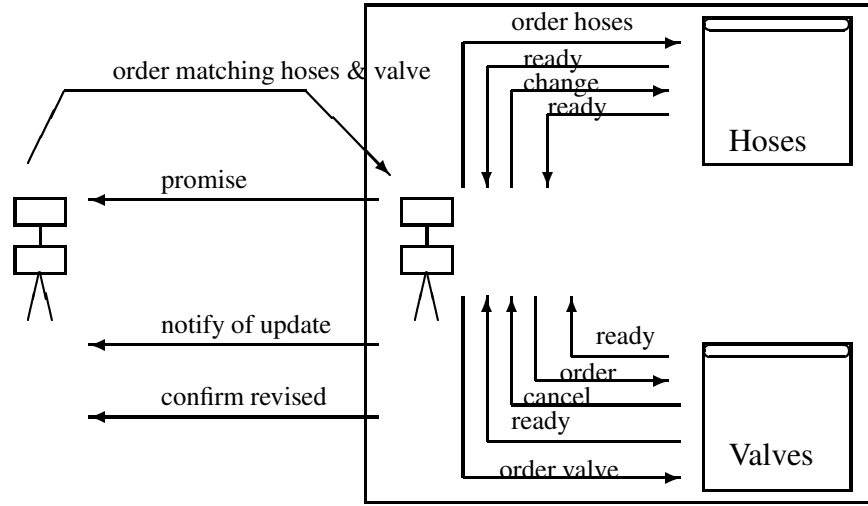 order hoses
ready
order matching hoses & valve
change
ready
Hoses
promise
notify of update
ready
order
confirm revised
cancel
ready
Valves
order valve